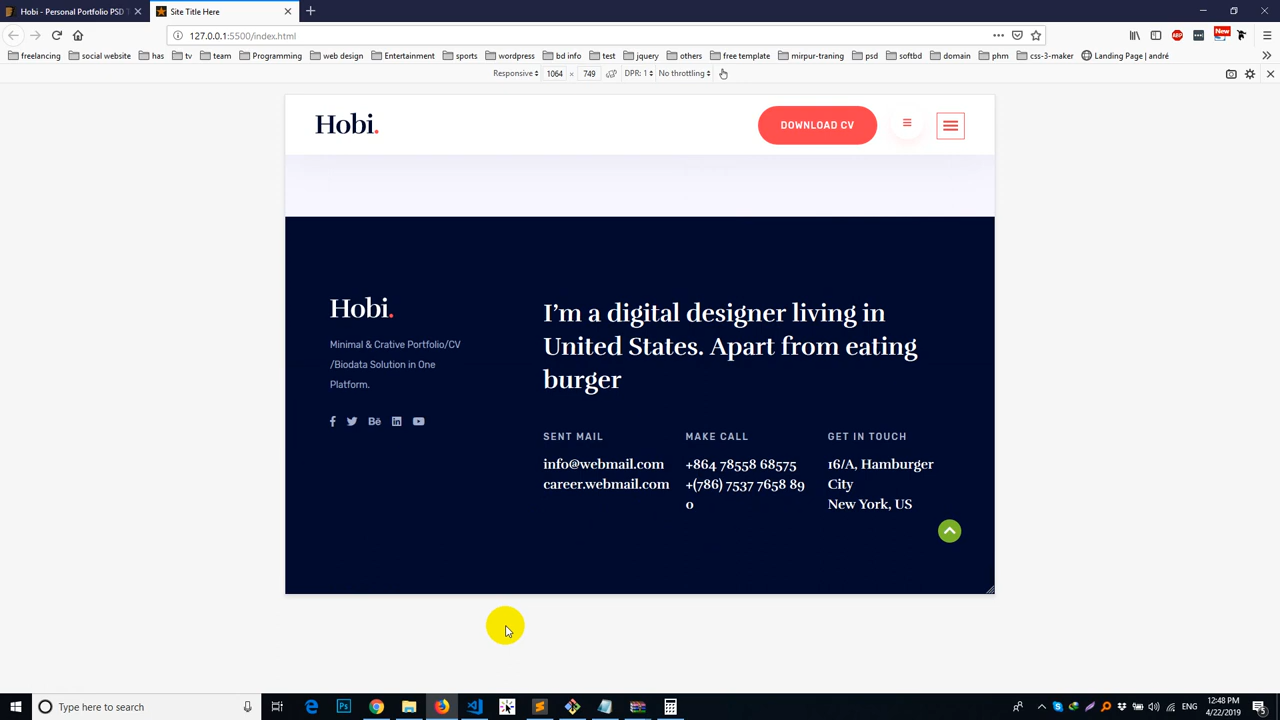 Hobi - Personal Portfolio PSD T
Site Title Here
127.0.0.1:5500/index.html
freelancing
social website
has
tv
team
Programming
web design
Entertainment
sports
wordpress
bd info
test
jquery
others
free template
mirpur-traning
psd
softbd
domain
phm
css-3-maker
Landing Page | andré
New
ABP
Responsive
1064 × 749
DPR: 1
No throttling
Hobi.
DOWNLOAD CV
Hobi.
Minimal & Crative Portfolio/CV
/Biodata Solution in One
Platform.
Bē
I'm a digital designer living in
United States. Apart from eating
burger
SENT MAIL
info@webmail.com
career.webmail.com
MAKE CALL
+864 78558 68575
+(786) 7537 7658 89
0
GET IN TOUCH
16/A, Hamburger
City
New York, US
Type here to search
ENG
12:48 PM
4/22/2019
5